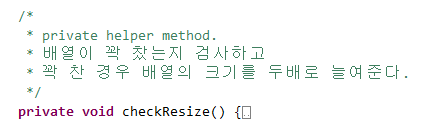 /*
* private helper method.
* 배열이 꽉 찼는지 검사하고
* 꽉 찬 경우 배열의 크기를 두배로 늘여준다.
*/
private void checkResize() {